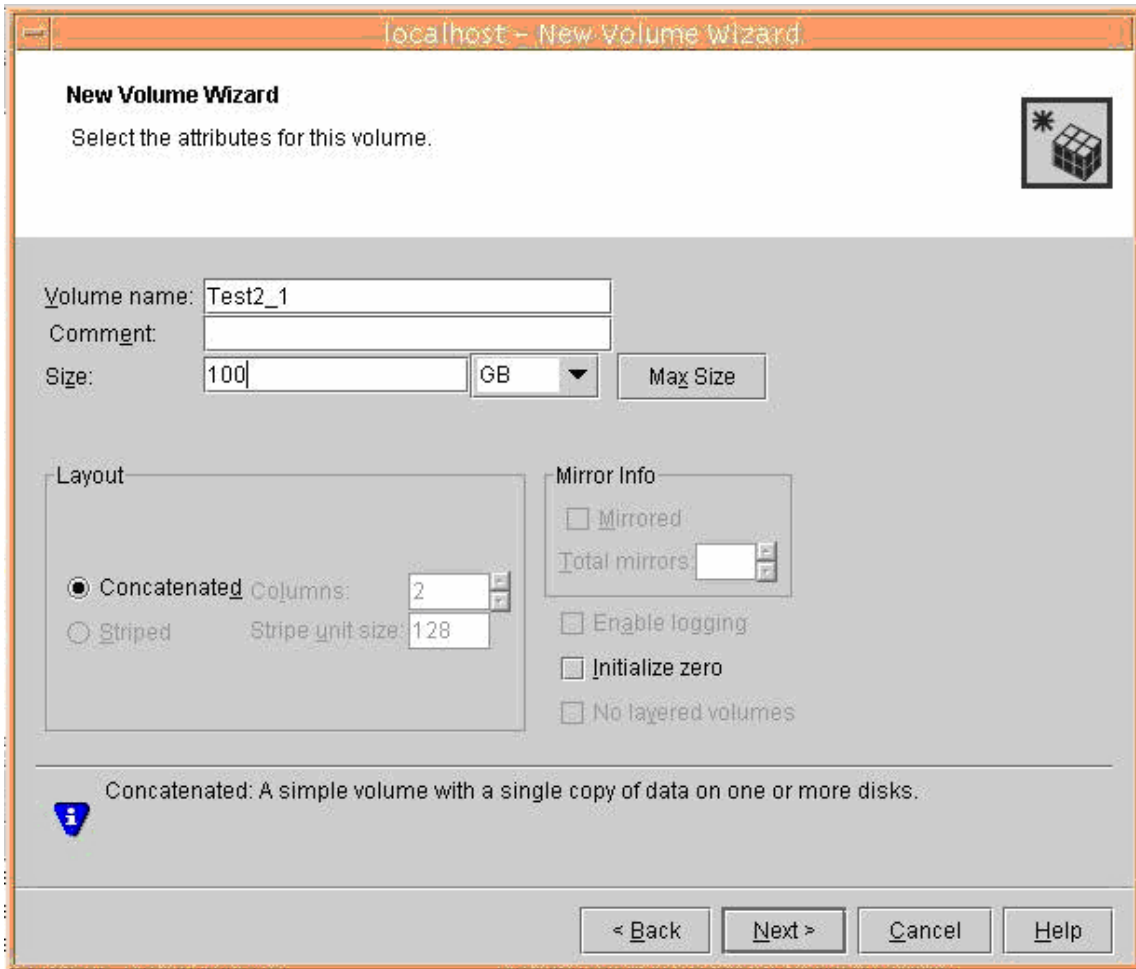 localhost - New Volume Wizard
New Volume Wizard
Select the attributes for this volume.
Volume name: Test2_1
Comment:
Size: 100 GB Max Size
Layout
Concatenated Columns: 2
Striped Stripe unit size: 128
Mirror Info
Mirrored
Total mirrors:
Enable logging
Initialize zero
No layered volumes
Concatenated: A simple volume with a single copy of data on one or more disks.
< Back Next > Cancel Help